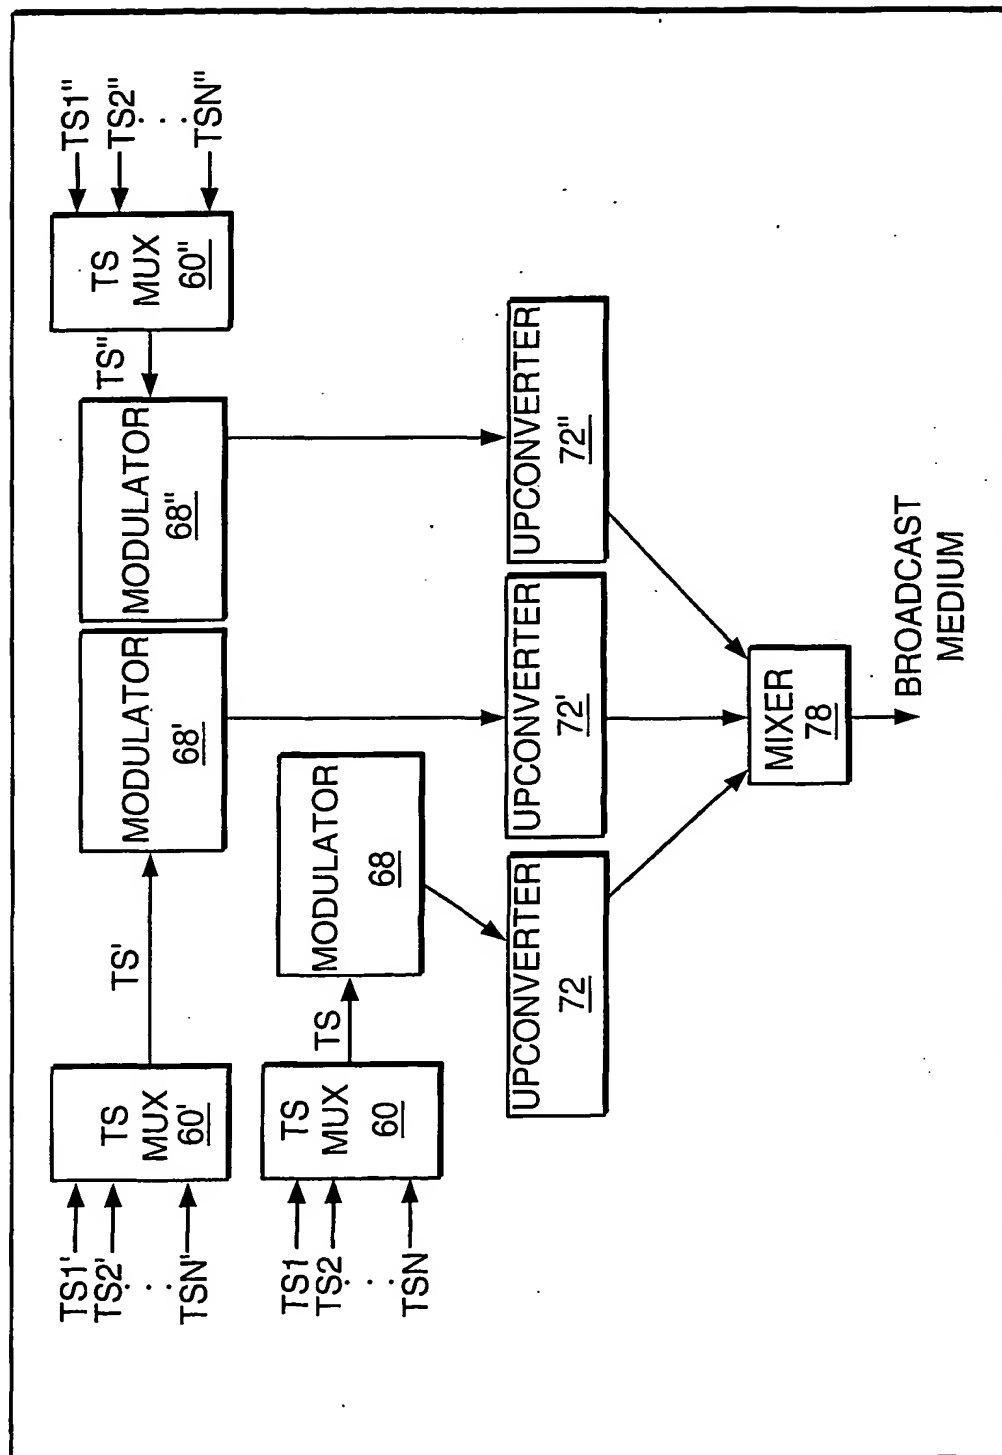 TS1'
TS2'
TSN'
TS
MUX
60'
TS'
MODULATOR
68'
MODULATOR
68"
TS"
TS
MUX
60"
TS1"
TS2"
TSN"
TS1
TS2
TSN
TS
MUX
60
TS
MODULATOR
68
UPCONVERTER
72
UPCONVERTER
72'
UPCONVERTER
72"
MIXER
78
BROADCAST
MEDIUM